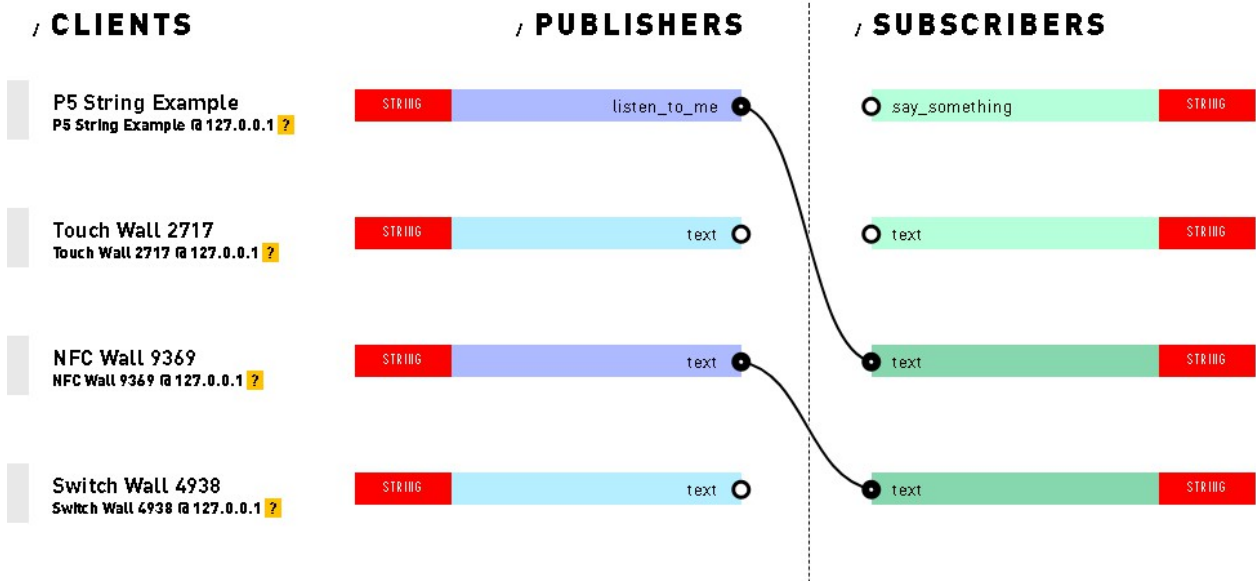 / CLIENTS / PUBLISHERS / SUBSCRIBERS
P5 String Example
P5 String Example @ 127.0.0.1 ?
STRING listen_to_me say_something STRING
Touch Wall 2717
Touch Wall 2717 @ 127.0.0.1 ?
STRING text text STRING
NFC Wall 9369
NFC Wall 9369 @ 127.0.0.1 ?
STRING text text STRING
Switch Wall 4938
Switch Wall 4938 @ 127.0.0.1 ?
STRING text text STRING